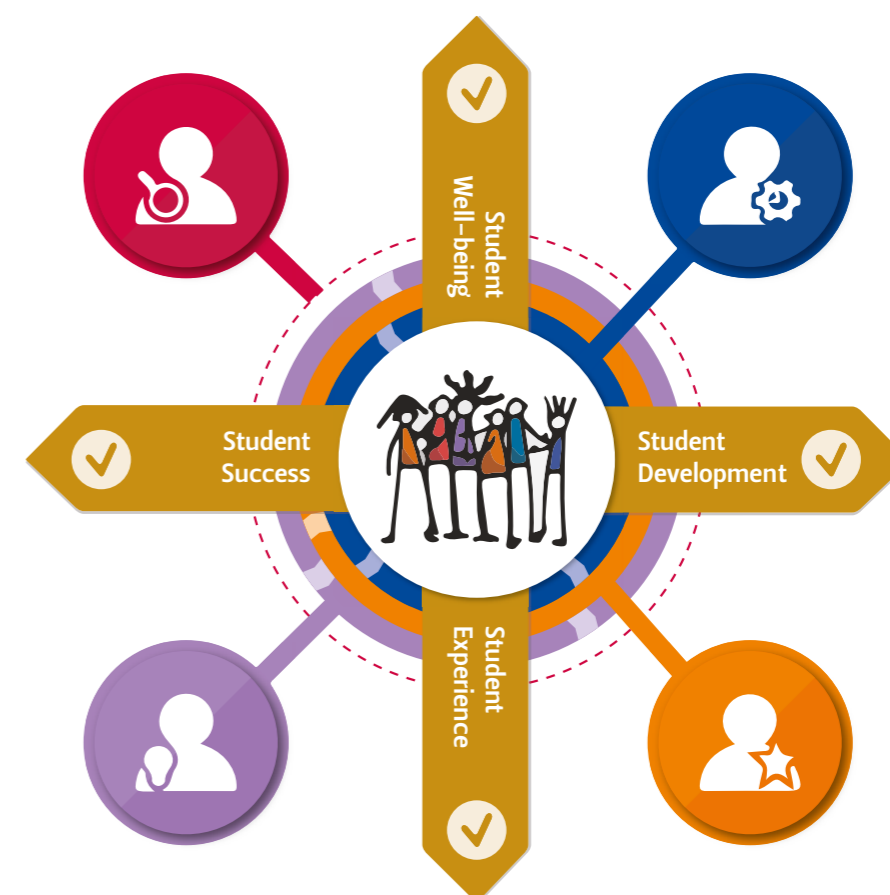 Student
Well-being
Student
Success
Student
Development
Student
Experience